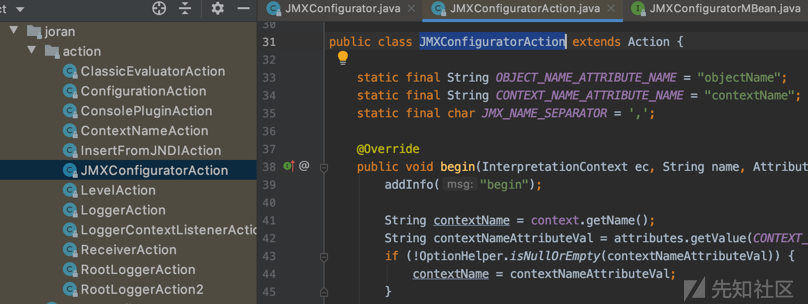 ct
JMXConfigurator.java
JMXConfiguratorAction.java
JMXConfiguratorMBean.java
joran
action
ClassicEvaluatorAction
ConfigurationAction
ConsolePluginAction
ContextNameAction
InsertFromJNDIAction
JMXConfiguratorAction
LevelAction
LoggerAction
LoggerContextListenerActio
ReceiverAction
RootLoggerAction
RootLoggerAction2
30
31 public class JMXConfiguratorAction extends Action {
32
33 static final String OBJECT_NAME_ATTRIBUTE_NAME = "objectName";
34 static final String CONTEXT_NAME_ATTRIBUTE_NAME = "contextName";
35 static final char JMX_NAME_SEPARATOR = ',';
36
37 @Override
38 @ public void begin(InterpretationContext ec, String name, Attribut
39 addInfo( msg: "begin");
40
41 String contextName = context.getName();
42 String contextNameAttributeVal = attributes.getValue(CONTEXT_
43 if (!OptionHelper.isNullOrEmpty(contextNameAttributeVal)) {
44 contextName = contextNameAttributeVal;
45 }
先知社区